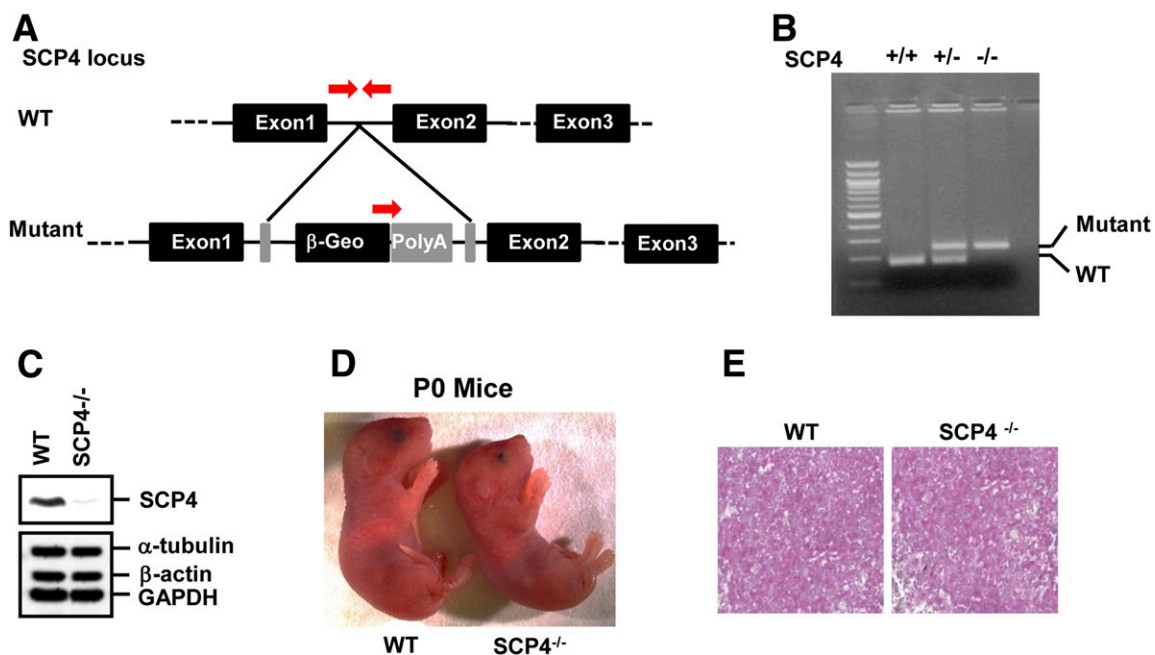 A
SCP4 locus
WT
Exon1 Exon2 Exon3
Mutant
Exon1 β-Geo PolyA Exon2 Exon3
B
SCP4 +/+ +/- -/-
Mutant
WT
C
WT SCP4-/-
SCP4
α-tubulin
β-actin
GAPDH
D
P0 Mice
WT SCP4-/-
E
WT SCP4 -/-